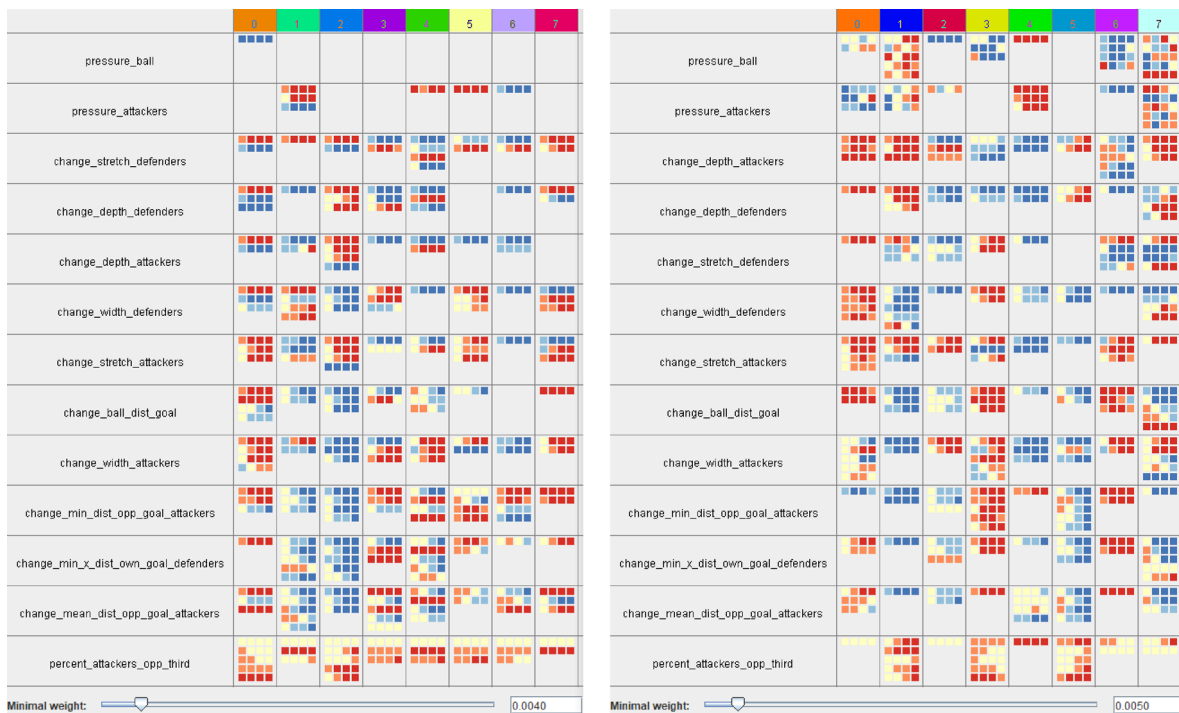 0 1 2 3 4 5 6 7
pressure_ball
pressure_attackers
change_stretch_defenders
change_depth_defenders
change_depth_attackers
change_width_defenders
change_stretch_attackers
change_ball_dist_goal
change_width_attackers
change_min_dist_opp_goal_attackers
change_min_x_dist_own_goal_defenders
change_mean_dist_opp_goal_attackers
percent_attackers_opp_third
Minimal weight: 0.0040
0 1 2 3 4 5 6 7
pressure_ball
pressure_attackers
change_depth_attackers
change_depth_defenders
change_stretch_defenders
change_width_defenders
change_stretch_attackers
change_ball_dist_goal
change_width_attackers
change_min_dist_opp_goal_attackers
change_min_x_dist_own_goal_defenders
change_mean_dist_opp_goal_attackers
percent_attackers_opp_third
Minimal weight: 0.0050